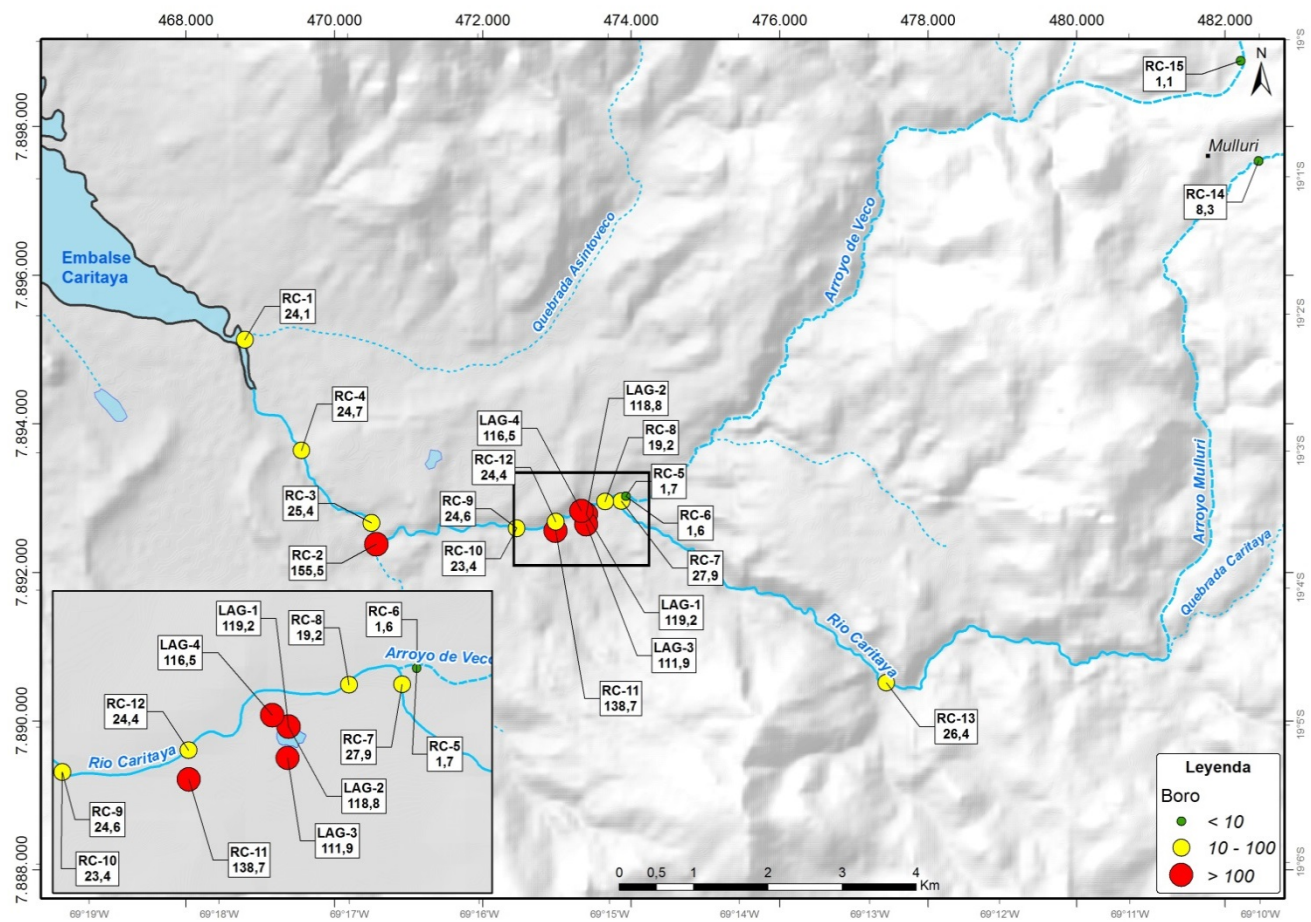 468.000 470.000 472.000 474.000 476.000 478.000 480.000 482.000
19°S
N
RC-15
1,1
7.898.000
Mulluri
19°1'S
RC-14
8,3
Arroyo de Veco
Quebrada Asintoveco
Embalse
Caritaya
7.896.000
RC-1
24,1
19°2'S
RC-4
24,7
LAG-2
118,8
7.894.000
LAG-4
116,5
RC-8
19,2
19°3'S
RC-12
24,4
RC-5
1,7
RC-3
25,4
RC-9
24,6
RC-6
1,6
Arroyo Mulluri
RC-2
155,5
RC-10
23,4
RC-7
27,9
7.892.000
Quebrada Caritaya
19°4'S
LAG-1
119,2
Río Caritaya
LAG-3
111,9
RC-11
138,7
RC-13
26,4
LAG-1
119,2
RC-8
19,2
RC-6
1,6
LAG-4
116,5
Arroyo de Veco
RC-12
24,4
7.890.000
19°5'S
RC-7
27,9
RC-5
1,7
Río Caritaya
LAG-2
118,8
RC-9
24,6
LAG-3
111,9
RC-11
138,7
RC-10
23,4
Leyenda
Boro
< 10
10 - 100
> 100
7.888.000
19°6'S
0 0,5 1 2 3 4
Km
69°19'W 69°18'W 69°17'W 69°16'W 69°15'W 69°14'W 69°13'W 69°12'W 69°11'W 69°10'W